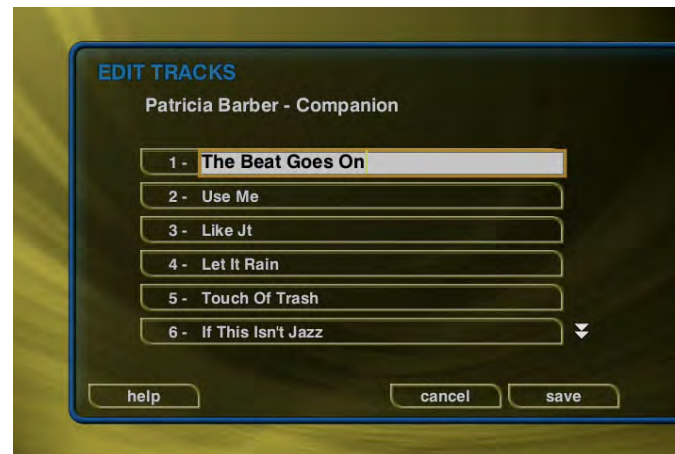 EDIT TRACKS
Patricia Barber - Companion
1 - The Beat Goes On
2 - Use Me
3 - Like Jt
4 - Let It Rain
5 - Touch Of Trash
6 - If This Isn't Jazz
help cancel save